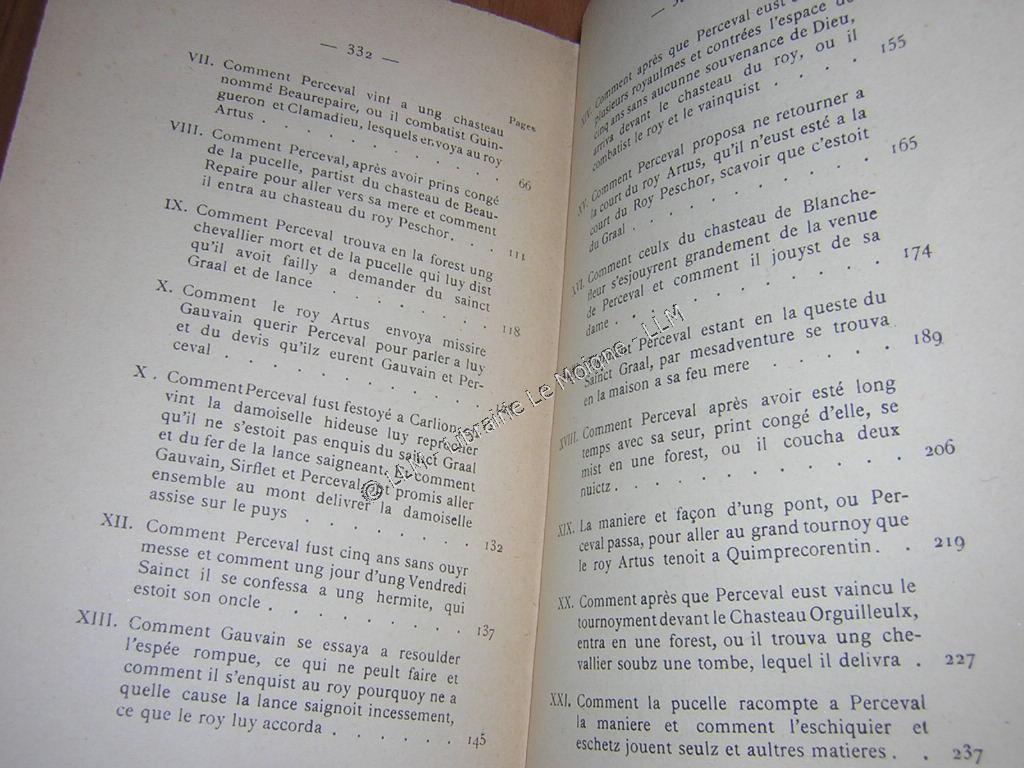 — 332 —
Pages
VII. Comment Perceval vint a ung chasteau
nommé Beaurepaire, ou il combatist Guin-
gueron et Clamadieu, lesquels envoya au roy
Artus . . . . . . . . . 66
VIII. Comment Perceval, après avoir prins congé
de la pucelle, partist du chasteau de Beau-
Repaire pour aller vers sa mere et comment
il entra au chasteau du roy Peschor. . . . 111
IX. Comment Perceval trouva en la forest ung
chevallier mort et de la pucelle qui luy dist
qu'il avoit failly a demander du sainct
Graal et de lance . . . . . . . 118
X. Comment le roy Artus envoya missire
Gauvain querir Perceval pour parler a luy
et du devis qu'ilz eurent Gauvain et Per-
ceval . . . . . . . . .
X . Comment Perceval fust festoyé a Carlion,
vint la damoiselle hideuse luy reprocher
qu'il ne s'estoit pas enquis du sainct Graal
et du fer de la lance saigneant. Et comment
Gauvain, Sirflet et Perceval ont promis aller
ensemble au mont delivrer la damoiselle
assise sur le puys . . . . . . . 132
XII. Comment Perceval fust cinq ans sans ouyr
messe et comment ung jour d'ung Vendredi
Sainct il se confessa a ung hermite, qui
estoit son oncle . . . . . . . . 137
XIII. Comment Gauvain se essaya a resoulder
l'espée rompue, ce qui ne peult faire et
comment il s'enquist au roy pourquoy ne a
quelle cause la lance saignoit incessement,
ce que le roy luy accorda . . . . . 145
XIV. Comment après que Perceval eust
plusieurs royaulmes et contrées l'espace de
cinq ans sans aucunne souvenance de Dieu,
arriva devant le chasteau du roy, ou il
combatist le roy et le vainquist . . . . 155
XV. Comment Perceval proposa ne retourner a
la court du roy Artus, qu'il n'eust esté a la
court du Roy Peschor, scavoir que c'estoit
du Graal . . . . . . . . 165
XVI. Comment ceulx du chasteau de Blanche-
fleur s'esjouyrent grandement de la venue
de Perceval et comment il jouyst de sa
dame . . . . . . . . . 174
Perceval estant en la queste du
Sainct Graal, par mesadventure se trouva
en la maison a sa feu mere . . . . . 189
XVIII. Comment Perceval après avoir esté long
temps avec sa seur, print congé d'elle, se
mist en une forest, ou il coucha deux
nuictz . . . . . . . . . 206
XIX. La maniere et façon d'ung pont, ou Per-
ceval passa, pour aller au grand tournoy que
le roy Artus tenoit a Quimprecorentin. . 219
XX. Comment après que Perceval eust vaincu le
tournoyment devant le Chasteau Orguilleulx,
entra en une forest, ou il trouva ung che-
vallier soubz une tombe, lequel il delivra . 227
XXI. Comment la pucelle racompte a Perceval
la maniere et comment l'eschiquier et
eschetz jouent seulz et aultres matieres . . 237
© LLM - Librairie Le Moigne - LLM